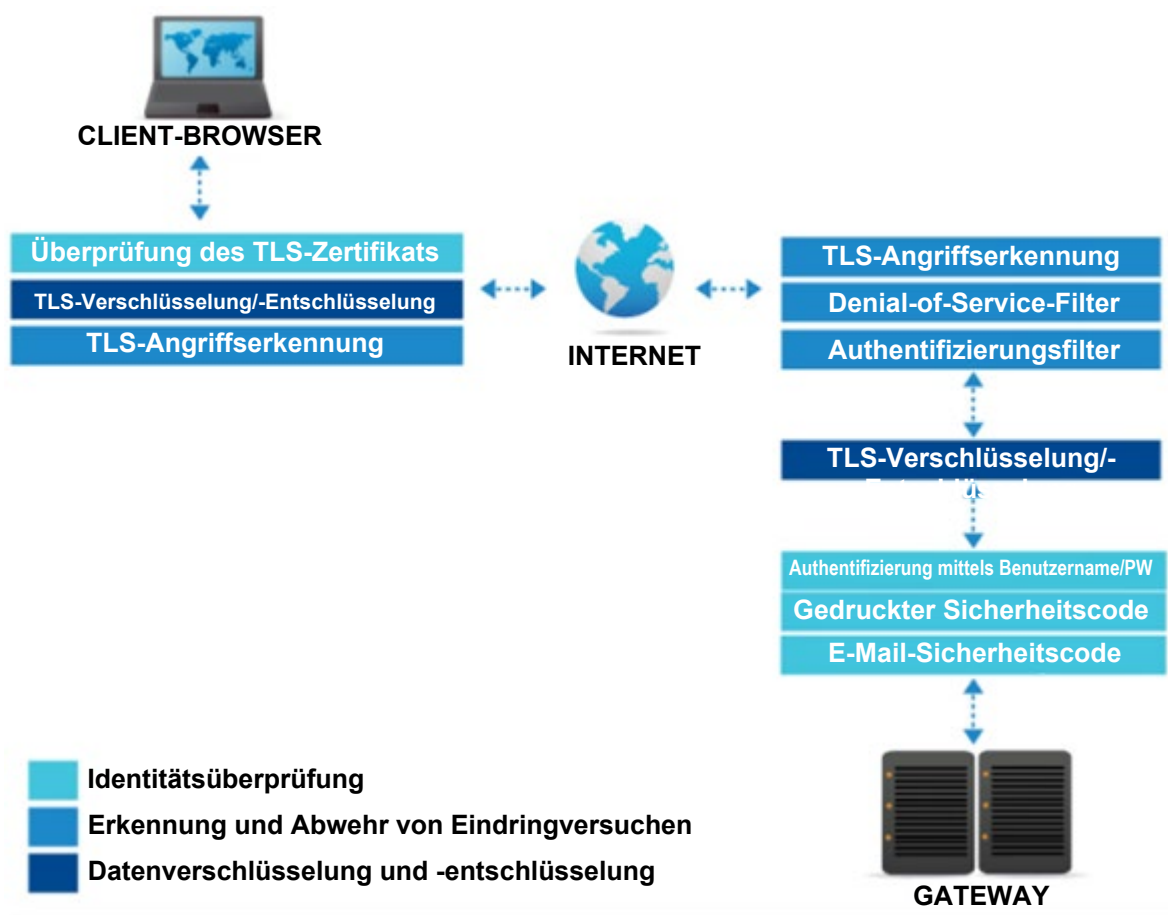 CLIENT-BROWSER
Überprüfung des TLS-Zertifikats
TLS-Verschlüsselung/-Entschlüsselung
TLS-Angriffserkennung
INTERNET
TLS-Angriffserkennung
Denial-of-Service-Filter
Authentifizierungsfilter
TLS-Verschlüsselung/-
Authentifizierung mittels Benutzername/PW
Gedruckter Sicherheitscode
E-Mail-Sicherheitscode
GATEWAY
Identitätsüberprüfung
Erkennung und Abwehr von Eindringversuchen
Datenverschlüsselung und -entschlüsselung